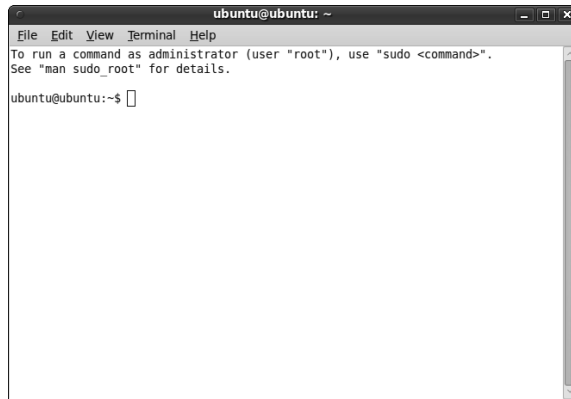 ubuntu@ubuntu: ~
File Edit View Terminal Help
To run a command as administrator (user "root"), use "sudo <command>".
See "man sudo_root" for details.
ubuntu@ubuntu:~$